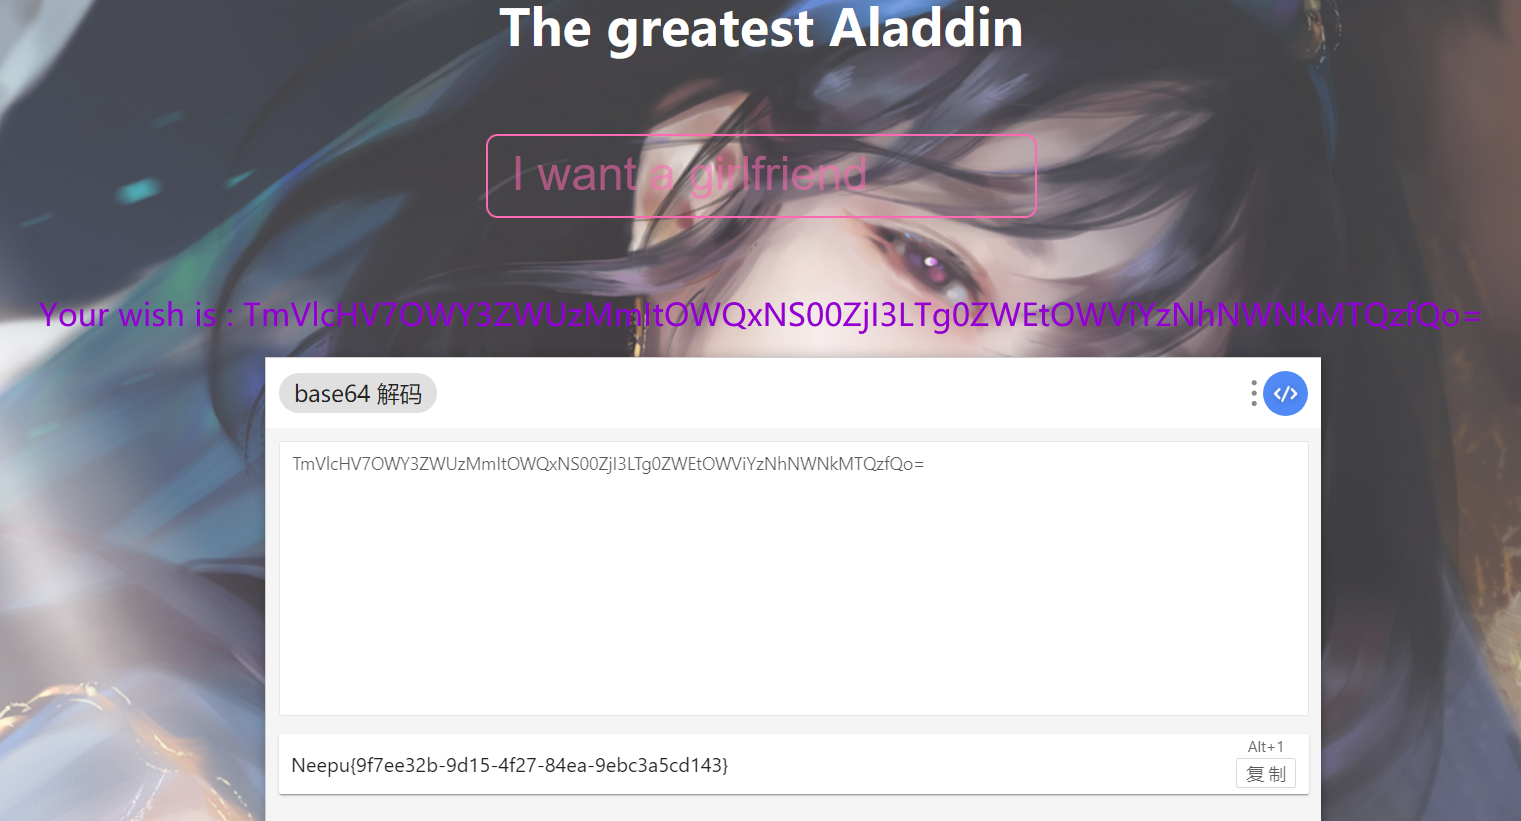 The greatest Aladdin
I want a girlfriend
Your wish is : TmVlcHV7OWY3ZWUzMmItOWQxNS00ZjI3LTg0ZWEtOWViYzNhNWNkMTQzfQo=
base64 解码
TmVlcHV7OWY3ZWUzMmItOWQxNS00ZjI3LTg0ZWEtOWViYzNhNWNkMTQzfQo=
Alt+1
Neepu{9f7ee32b-9d15-4f27-84ea-9ebc3a5cd143}
复 制